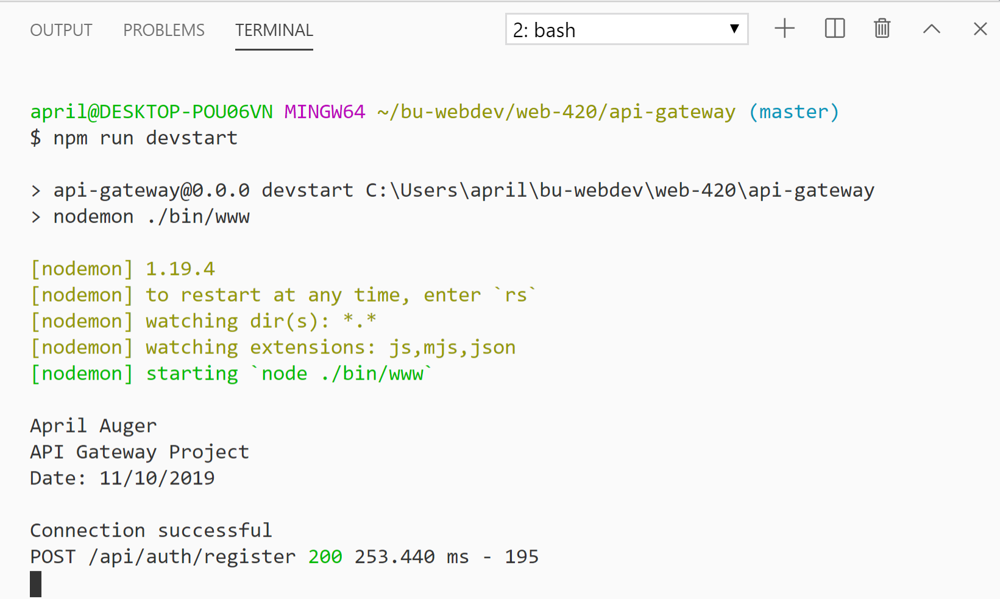 OUTPUT PROBLEMS TERMINAL 2: bash
april@DESKTOP-POU06VN MINGW64 ~/bu-webdev/web-420/api-gateway (master)
$ npm run devstart
> api-gateway@0.0.0 devstart C:\Users\april\bu-webdev\web-420\api-gateway
> nodemon ./bin/www
[nodemon] 1.19.4
[nodemon] to restart at any time, enter `rs`
[nodemon] watching dir(s): *.*
[nodemon] watching extensions: js,mjs,json
[nodemon] starting `node ./bin/www`
April Auger
API Gateway Project
Date: 11/10/2019
Connection successful
POST /api/auth/register 200 253.440 ms - 195